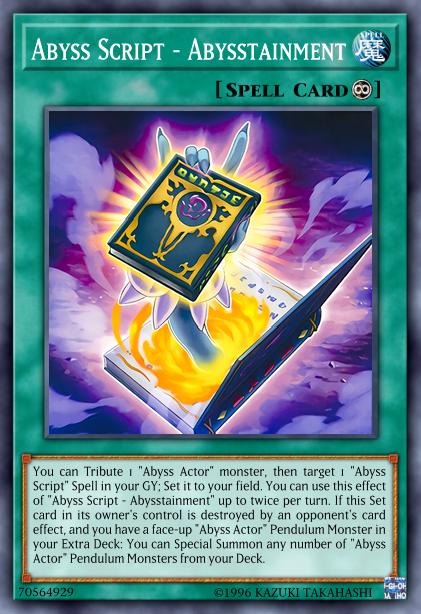 Abyss Script - Abysstainment
SPELL
魔
[Spell Card]
You can Tribute 1 "Abyss Actor" monster, then target 1 "Abyss
Script" Spell in your GY; Set it to your field. You can use this effect
of "Abyss Script - Abysstainment" up to twice per turn. If this Set
card in its owner's control is destroyed by an opponent's card
effect, and you have a face-up "Abyss Actor" Pendulum Monster in
your Extra Deck: You can Special Summon any number of "Abyss
Actor" Pendulum Monsters from your Deck.
70564929
©1996 KAZUKI TAKAHASHI